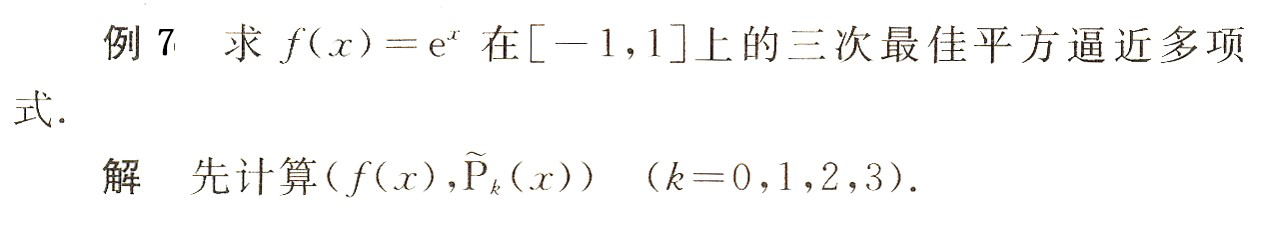 例 7 求 f(x)=eˣ 在[－1,1]上的三次最佳平方逼近多项
式.
解 先计算(f(x),P̃ₖ(x)) (k=0,1,2,3).